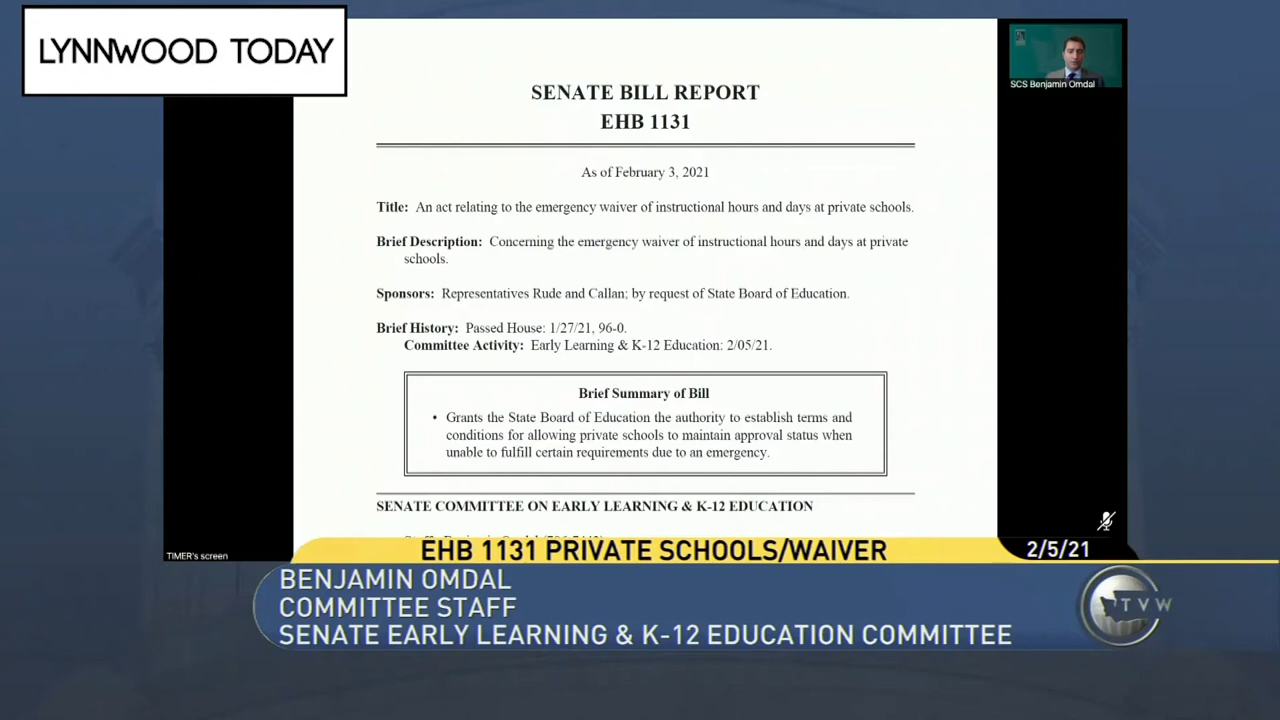 LYNNWOOD TODAY
SENATE BILL REPORT
EHB 1131
As of February 3, 2021
Title: An act relating to the emergency waiver of instructional hours and days at private schools.
Brief Description: Concerning the emergency waiver of instructional hours and days at private
schools.
Sponsors: Representatives Rude and Callan; by request of State Board of Education.
Brief History: Passed House: 1/27/21, 96-0.
Committee Activity: Early Learning & K-12 Education: 2/05/21.
Brief Summary of Bill
• Grants the State Board of Education the authority to establish terms and
conditions for allowing private schools to maintain approval status when
unable to fulfill certain requirements due to an emergency.
SENATE COMMITTEE ON EARLY LEARNING & K-12 EDUCATION
SCS Benjamin Omdal
TIMER's screen
EHB 1131 PRIVATE SCHOOLS/WAIVER
2/5/21
BENJAMIN OMDAL
COMMITTEE STAFF
SENATE EARLY LEARNING & K-12 EDUCATION COMMITTEE
TVW